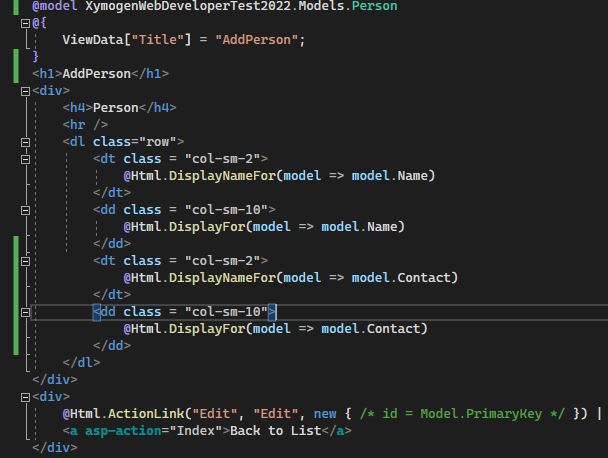 @model XymogenWebDeveloperTest2022.Models.Person
@{
ViewData["Title"] = "AddPerson";
}
<h1>AddPerson</h1>
<div>
<h4>Person</h4>
<hr />
<dl class="row">
<dt class = "col-sm-2">
@Html.DisplayNameFor(model => model.Name)
</dt>
<dd class = "col-sm-10">
@Html.DisplayFor(model => model.Name)
</dd>
<dt class = "col-sm-2">
@Html.DisplayNameFor(model => model.Contact)
</dt>
<dd class = "col-sm-10">
@Html.DisplayFor(model => model.Contact)
</dd>
</dl>
</div>
<div>
@Html.ActionLink("Edit", "Edit", new { /* id = Model.PrimaryKey */ }) |
<a asp-action="Index">Back to List</a>
</div>